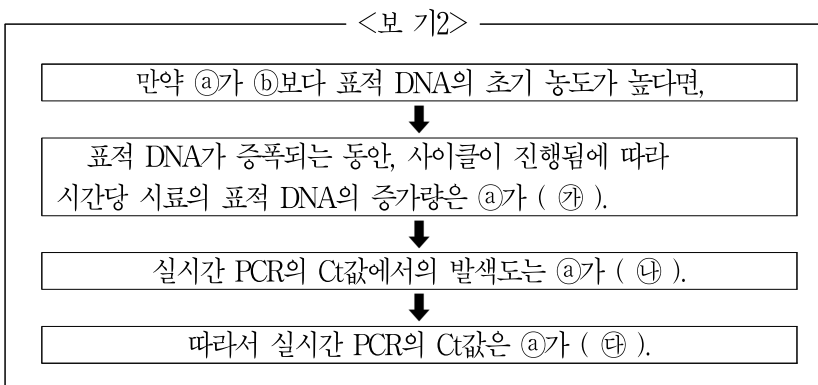 <보 기2>
만약 ⓐ가 ⓑ보다 표적 DNA의 초기 농도가 높다면,
표적 DNA가 증폭되는 동안, 사이클이 진행됨에 따라
시간당 시료의 표적 DNA의 증가량은 ⓐ가 ( ㉮ ).
실시간 PCR의 Ct값에서의 발색도는 ⓐ가 ( ㉯ ).
따라서 실시간 PCR의 Ct값은 ⓐ가 ( ㉰ ).